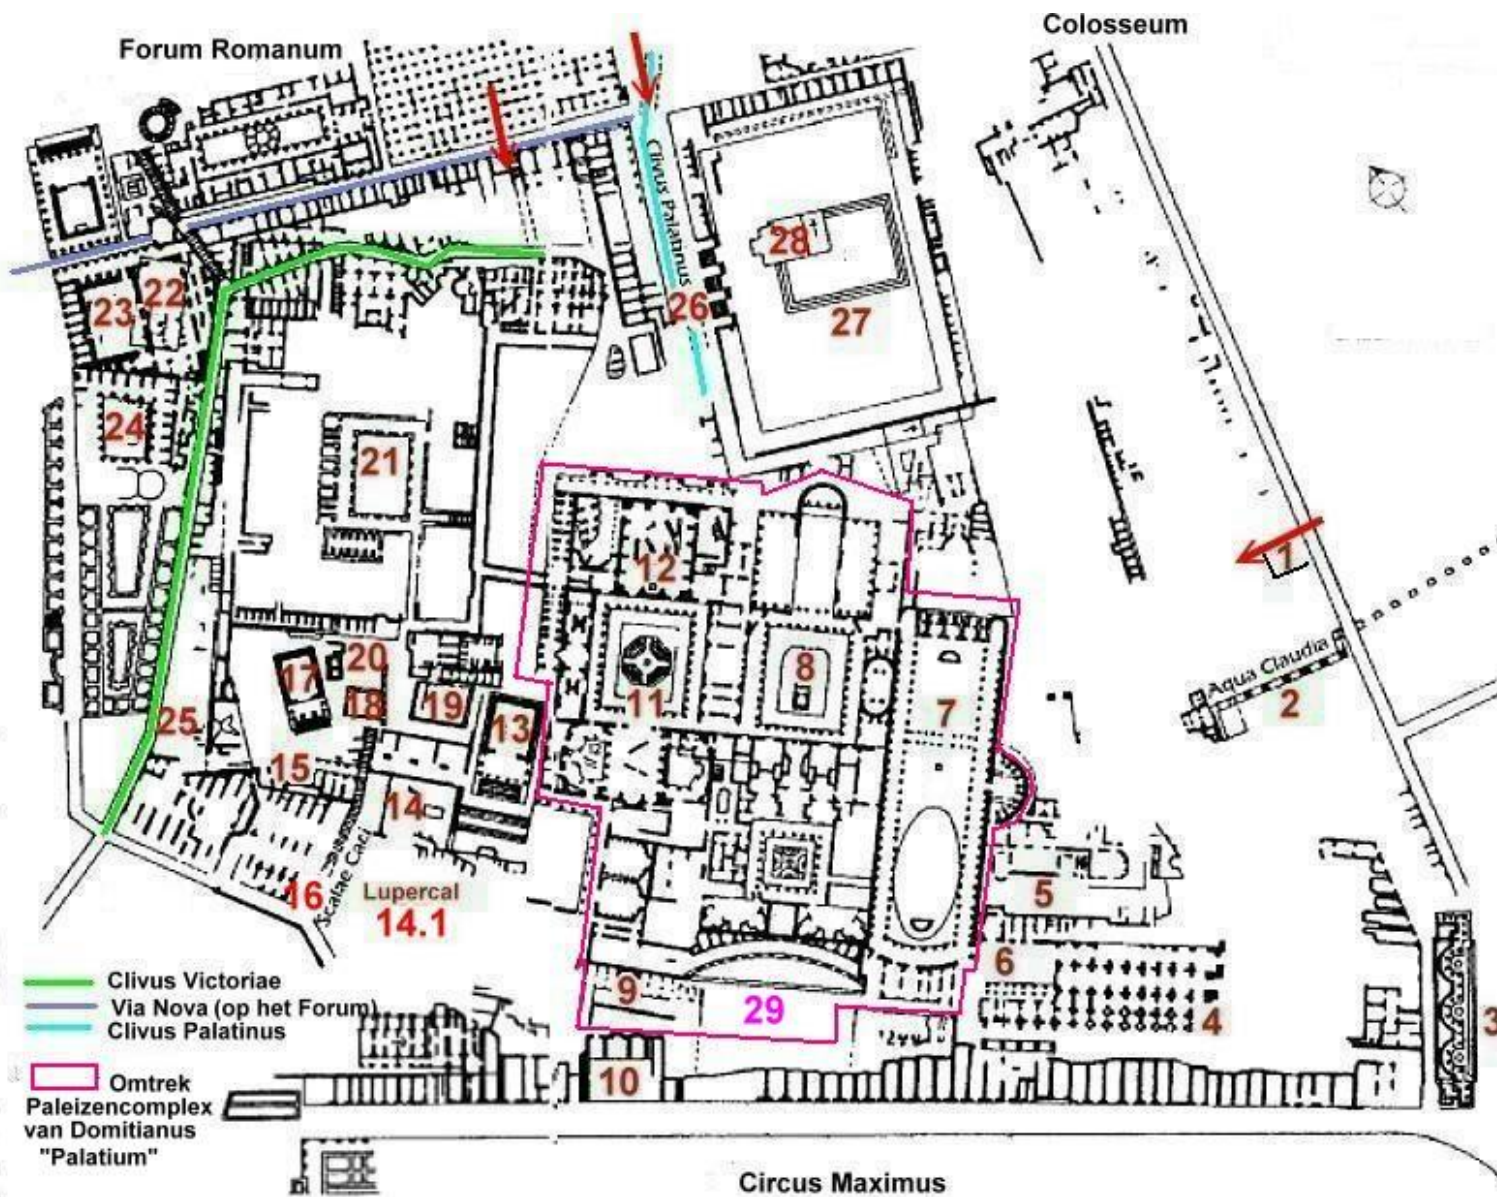 Colosseum
Forum Romanum
Clivus Palatinus
28
22
23
26
27
24
21
1
12
Aqua Claudia
20
17
8
2
18
19
11
7
13
25
15
14
Scalae Caci
16
Lupercal
14.1
5
6
Clivus Victoriae
9
Via Nova (op het Forum)
29
4
3
Clivus Palatinus
10
Omtrek
Paleizencomplex
van Domitianus
"Palatium"
Circus Maximus